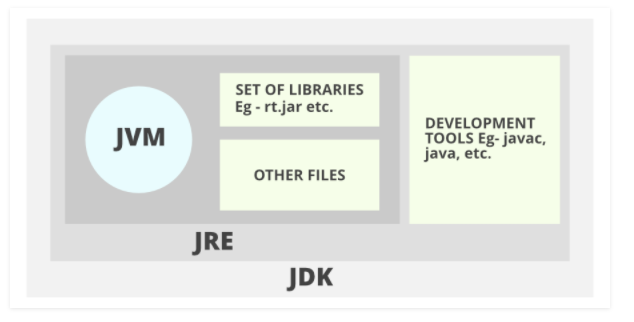 JVM
SET OF LIBRARIES
Eg - rt.jar etc.
OTHER FILES
DEVELOPMENT
TOOLS Eg- javac,
java, etc.
JRE
JDK